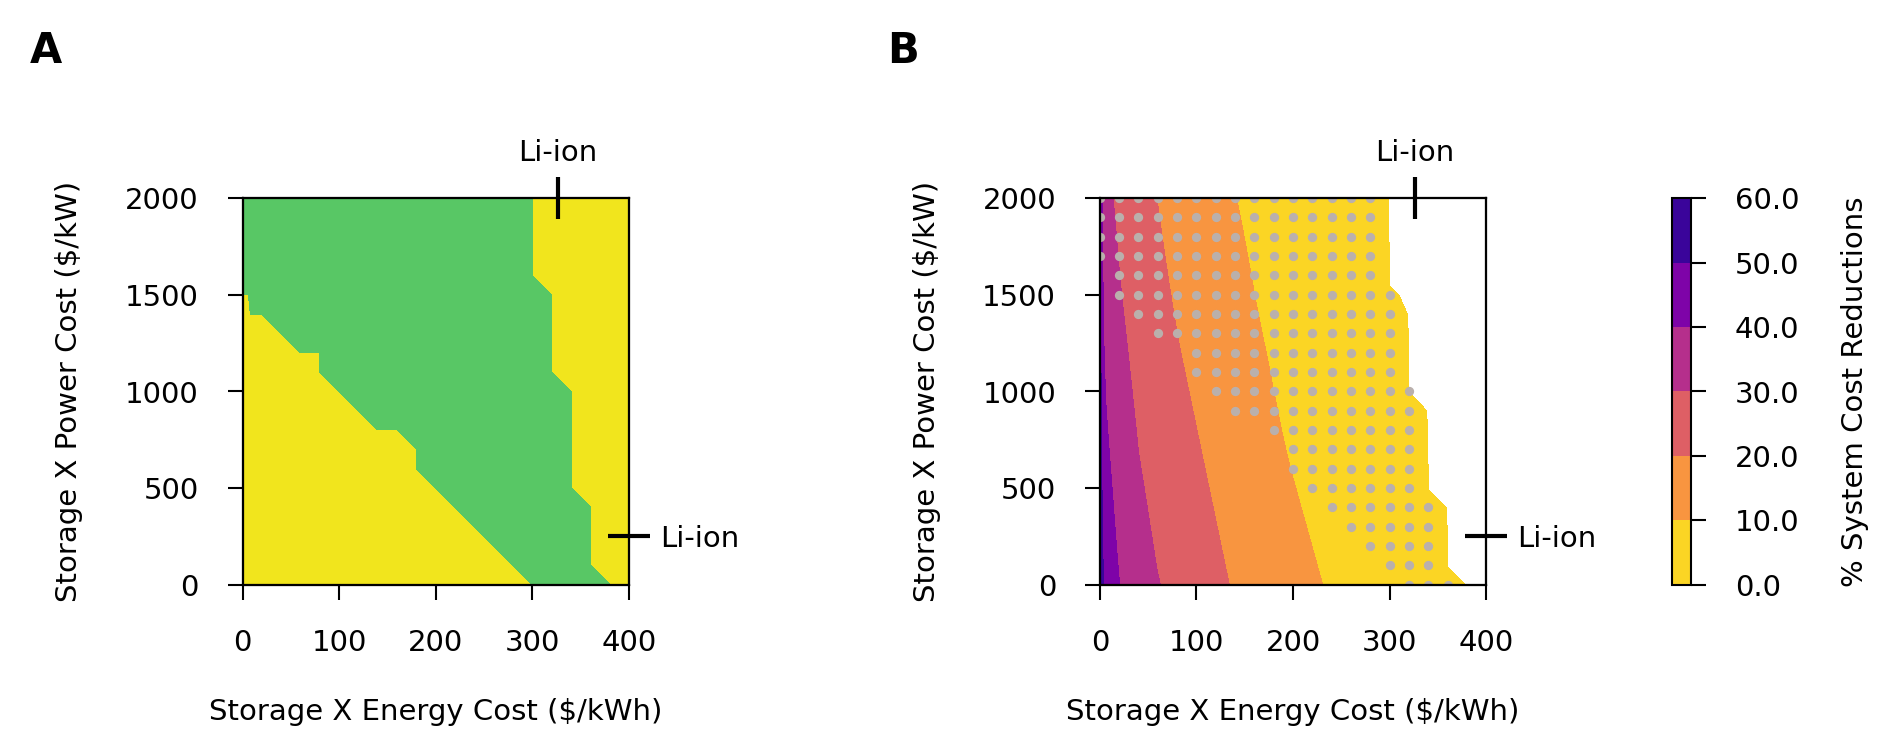 A
Li-ion
Storage X Power Cost ($/kW)
2000
1500
1000
500
0
Li-ion
0 100 200 300 400
Storage X Energy Cost ($/kWh)
B
Li-ion
Storage X Power Cost ($/kW)
2000
1500
1000
500
0
Li-ion
0 100 200 300 400
Storage X Energy Cost ($/kWh)
60.0
50.0
40.0
30.0
20.0
10.0
0.0
% System Cost Reductions